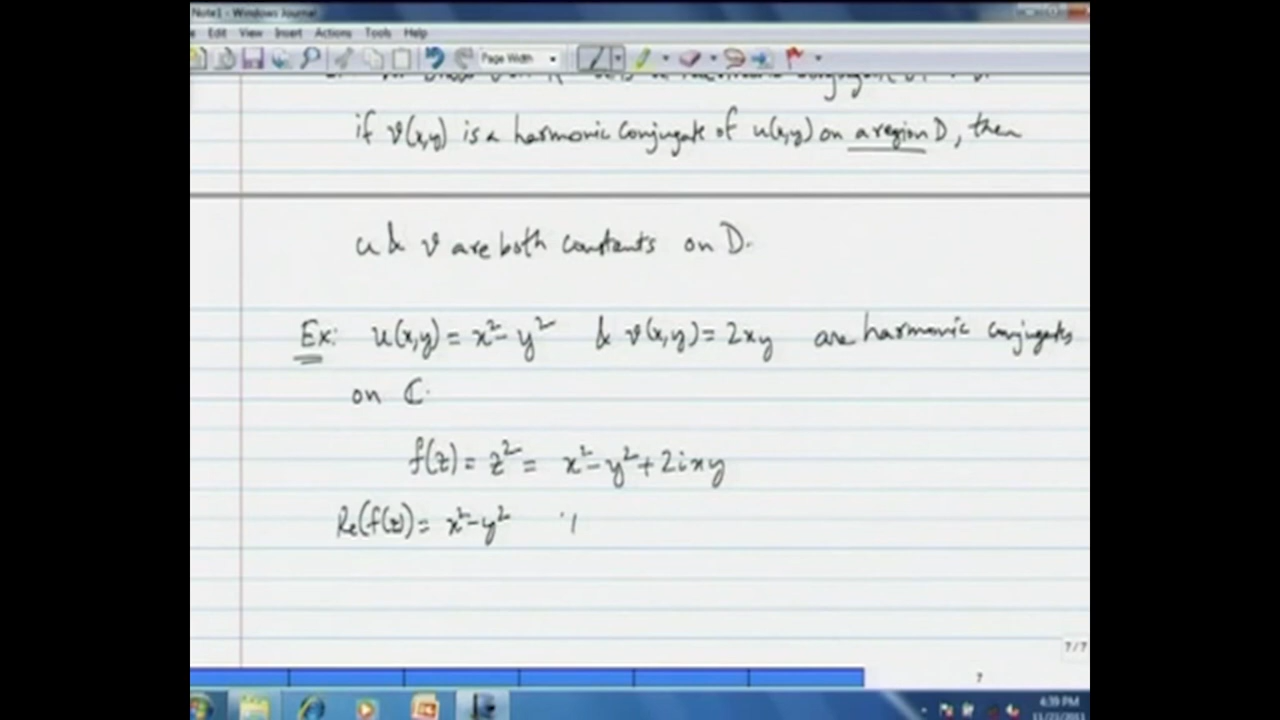 Note1 - Windows Journal
Edit View Insert Actions Tools Help
Page Width
if v(x,y) is a harmonic conjugate of u(x,y) on a region D, then
u & v are both constants on D.
Ex: u(x,y) = x² - y² & v(x,y) = 2xy are harmonic conjugates
on ℂ.
f(z) = z² = x² - y² + 2ixy
Re(f(z)) = x² - y²
7 / 7
7
4:39 PM